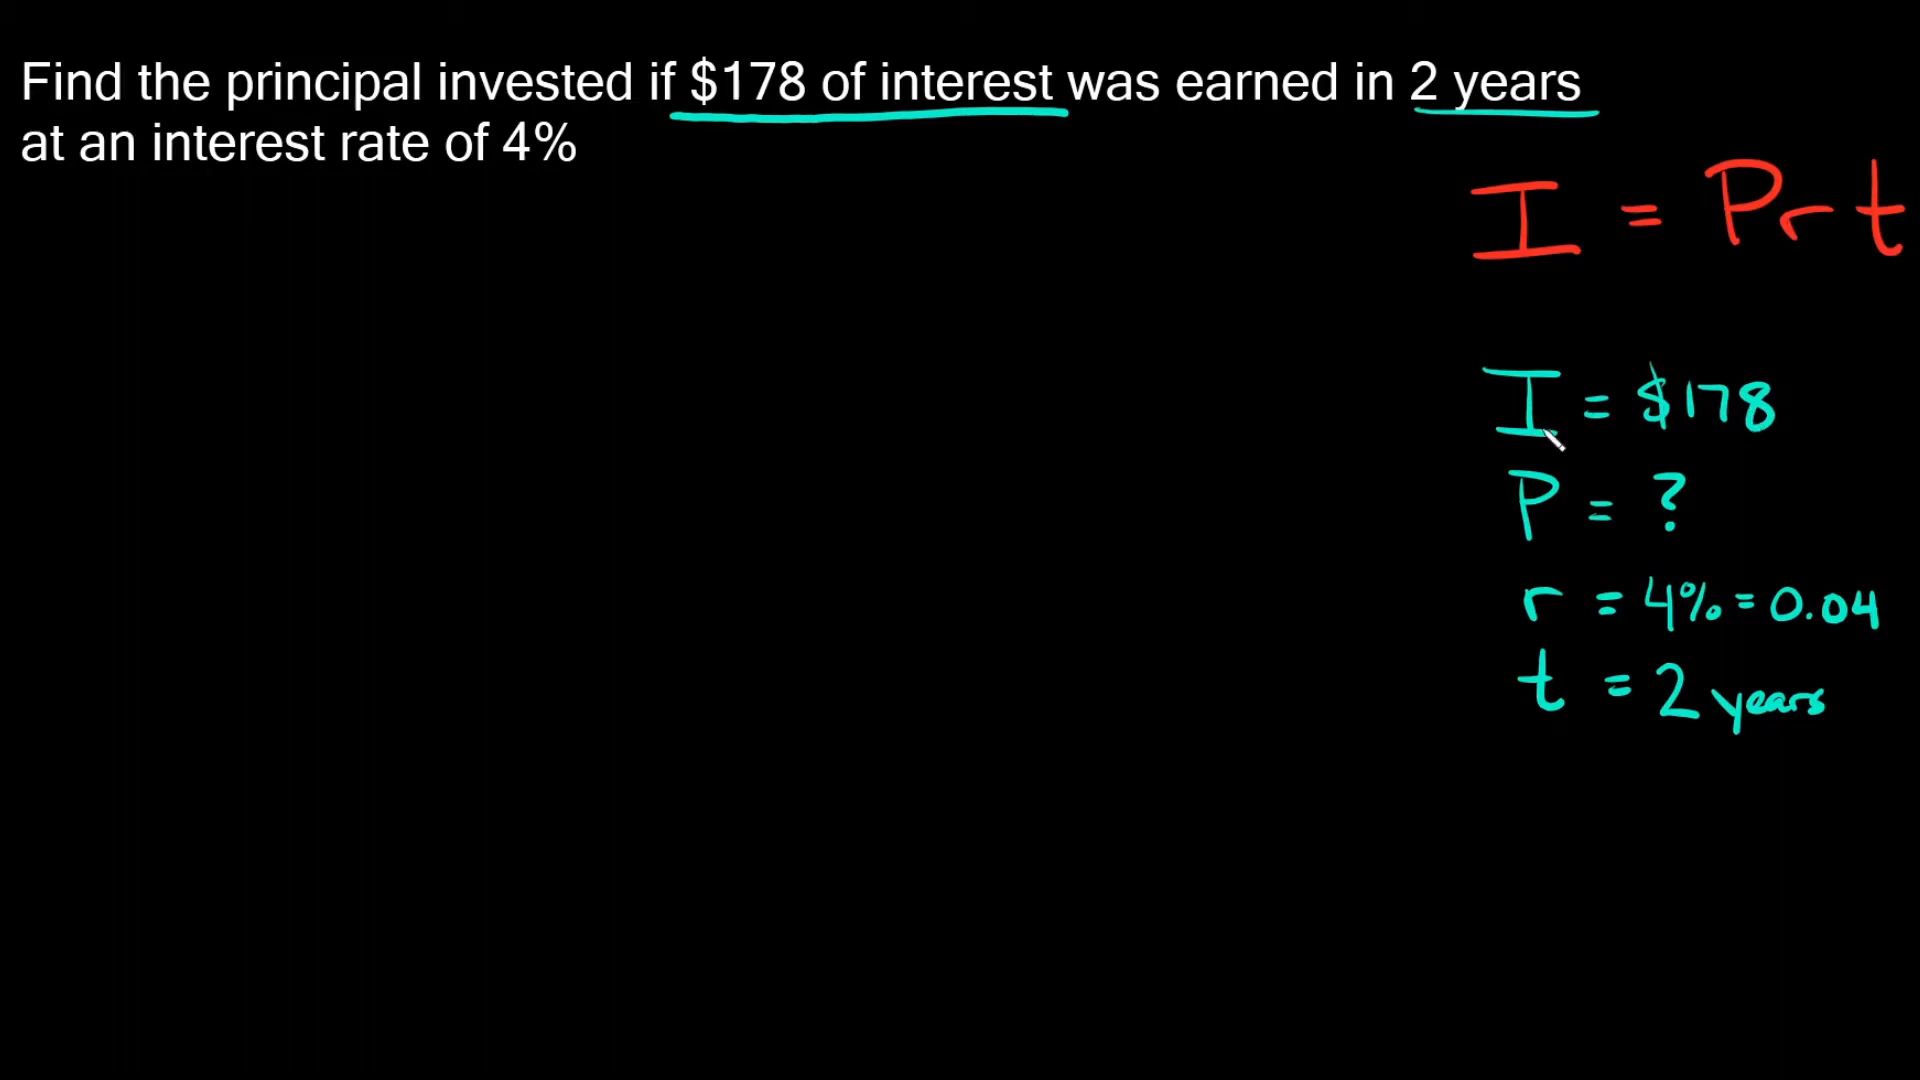 Find the principal invested if $178 of interest was earned in 2 years
at an interest rate of 4%
I = Prt
I = $178
P = ?
r = 4% = 0.04
t = 2 years